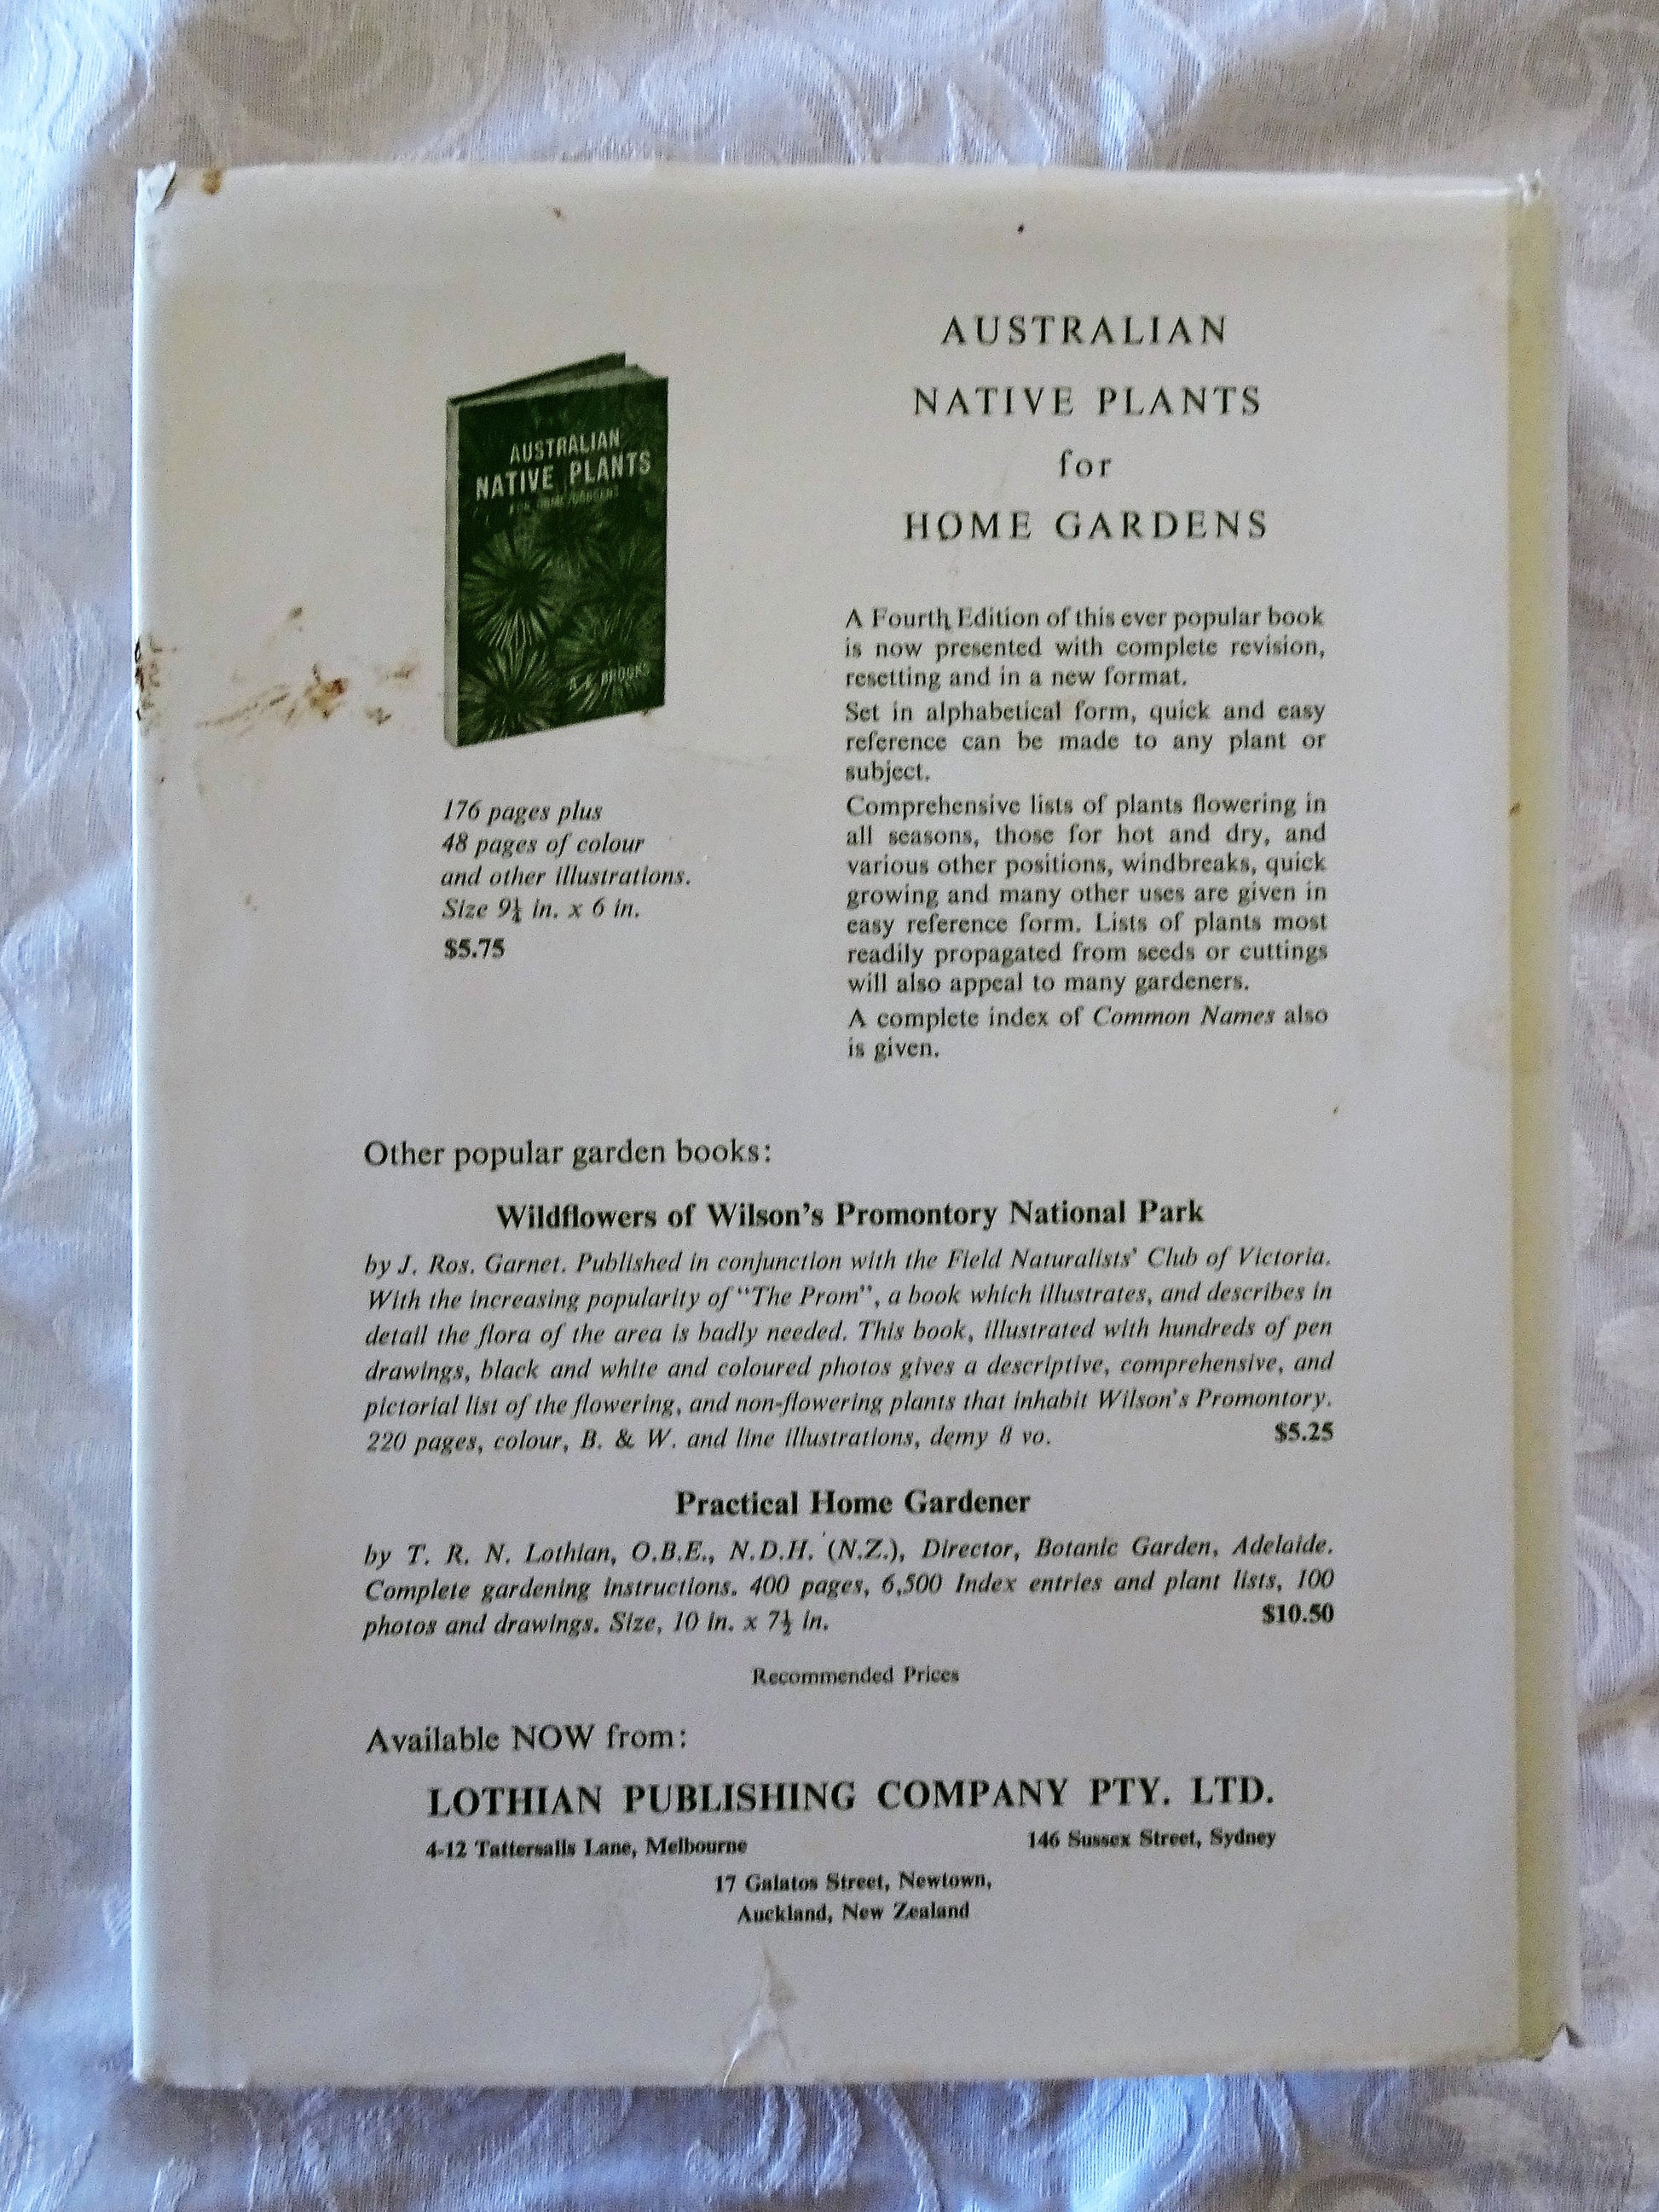 AUSTRALIAN
NATIVE PLANTS
for
HOME GARDENS
AUSTRALIAN
NATIVE PLANTS
FOR HOME GARDENS
A. E. BROOKS
176 pages plus
48 pages of colour
and other illustrations.
Size 9¼ in. x 6 in.
$5.75
A Fourth Edition of this ever popular book
is now presented with complete revision,
resetting and in a new format.
Set in alphabetical form, quick and easy
reference can be made to any plant or
subject.
Comprehensive lists of plants flowering in
all seasons, those for hot and dry, and
various other positions, windbreaks, quick
growing and many other uses are given in
easy reference form. Lists of plants most
readily propagated from seeds or cuttings
will also appeal to many gardeners.
A complete index of Common Names also
is given.
Other popular garden books:
Wildflowers of Wilson's Promontory National Park
by J. Ros. Garnet. Published in conjunction with the Field Naturalists' Club of Victoria.
With the increasing popularity of "The Prom", a book which illustrates, and describes in
detail the flora of the area is badly needed. This book, illustrated with hundreds of pen
drawings, black and white and coloured photos gives a descriptive, comprehensive, and
pictorial list of the flowering, and non-flowering plants that inhabit Wilson's Promontory.
220 pages, colour, B. & W. and line illustrations, demy 8 vo. $5.25
Practical Home Gardener
by T. R. N. Lothian, O.B.E., N.D.H. (N.Z.), Director, Botanic Garden, Adelaide.
Complete gardening instructions. 400 pages, 6,500 Index entries and plant lists, 100
photos and drawings. Size, 10 in. x 7½ in. $10.50
Recommended Prices
Available NOW from:
LOTHIAN PUBLISHING COMPANY PTY. LTD.
4-12 Tattersalls Lane, Melbourne 146 Sussex Street, Sydney
17 Galatos Street, Newtown,
Auckland, New Zealand